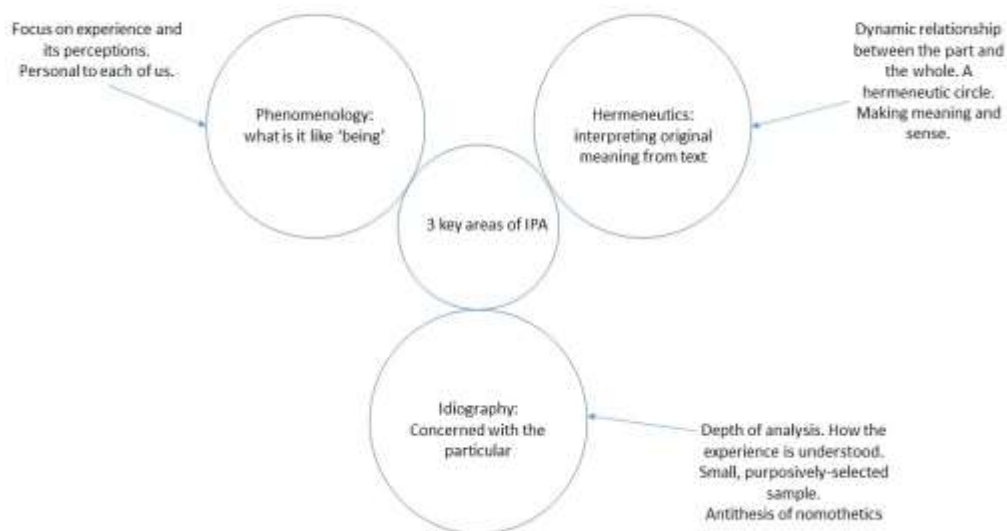 Focus on experience and
its perceptions.
Personal to each of us.
Phenomenology:
what is it like ‘being’
Hermeneutics:
interpreting original
meaning from text
Dynamic relationship
between the part and
the whole. A
hermeneutic circle.
Making meaning and
sense.
3 key areas of IPA
Idiography:
Concerned with the
particular
Depth of analysis. How the
experience is understood.
Small, purposively-selected
sample.
Antithesis of nomothetics